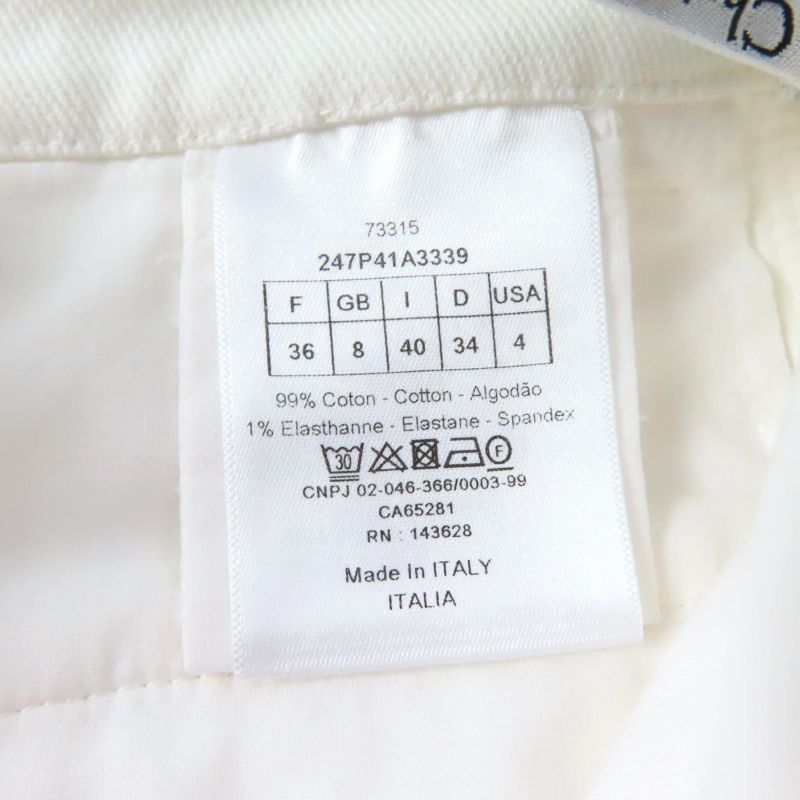 73315
247P41A3339
F GB I D USA
36 8 40 34 4
99% Coton - Cotton - Algodão
1% Elasthanne - Elastane - Spandex
30 F
CNPJ 02-046-366/0003-99
CA65281
RN : 143628
Made In ITALY
ITALIA